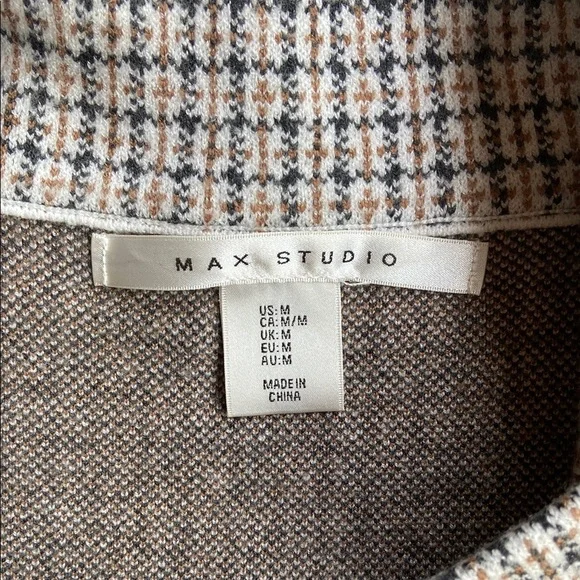 MAX STUDIO
US:M
CA:M/M
UK:M
EU:M
AU:M
MADE IN
CHINA